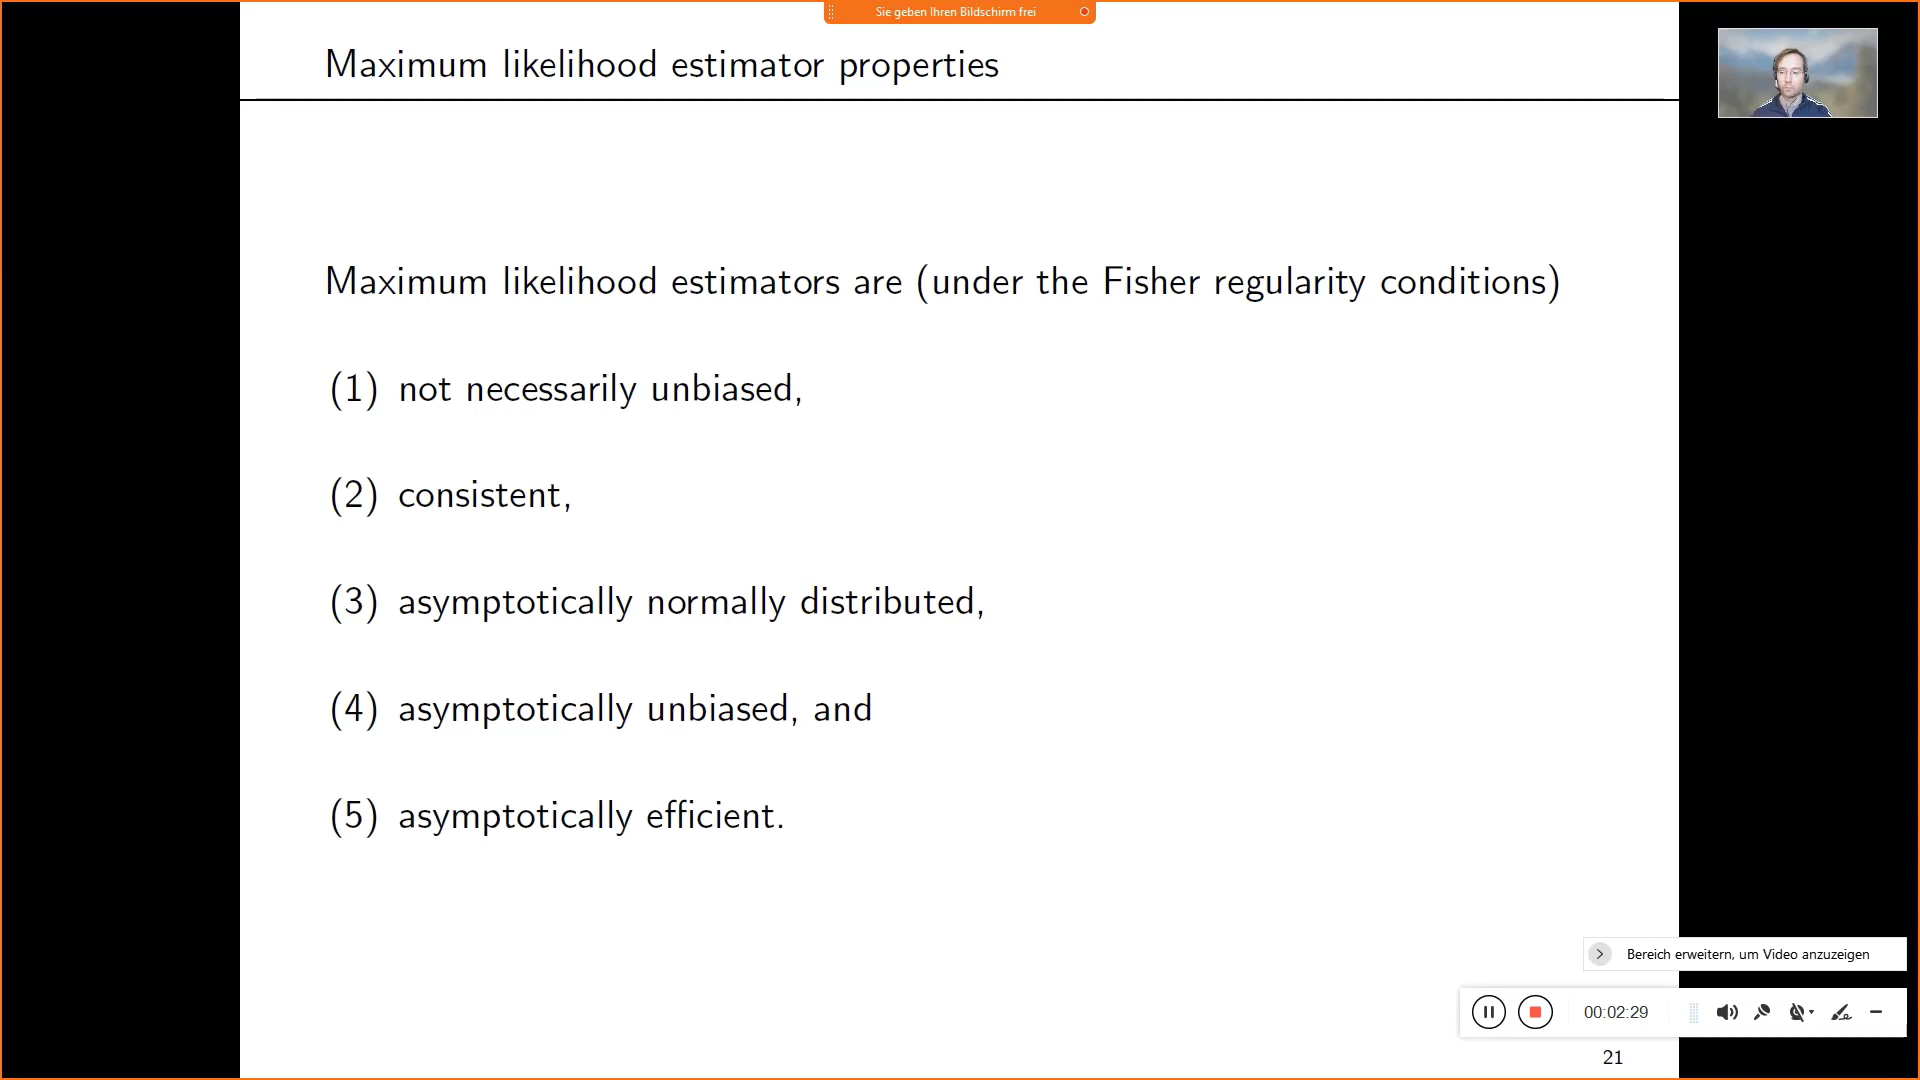 Sie geben Ihren Bildschirm frei
Maximum likelihood estimator properties
Maximum likelihood estimators are (under the Fisher regularity conditions)
(1) not necessarily unbiased,
(2) consistent,
(3) asymptotically normally distributed,
(4) asymptotically unbiased, and
(5) asymptotically efficient.
Bereich erweitern, um Video anzuzeigen
00:02:29
21